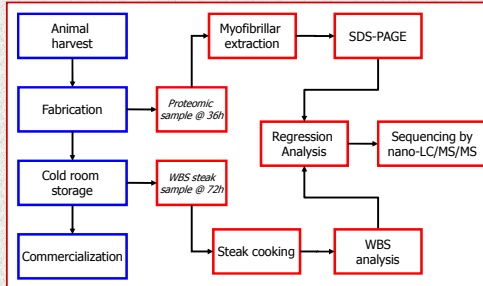 Animal
harvest
Myofibrillar
extraction
SDS-PAGE
Fabrication
Proteomic
sample @ 36h
Regression
Analysis
Sequencing by
nano-LC/MS/MS
Cold room
storage
WBS steak
sample @ 72h
Commercialization
Steak cooking
WBS
analysis